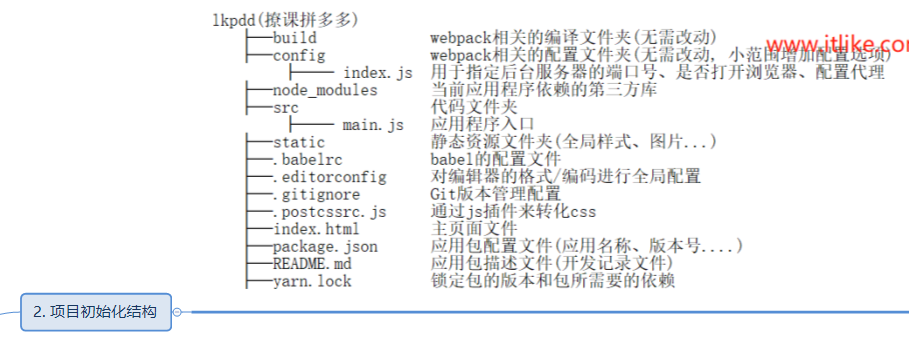 lkpdd(撩课拼多多)
├──build webpack相关的编译文件夹(无需改动)
├──config webpack相关的配置文件夹(无需改动, 小范围增加配置选项)
├── index.js 用于指定后台服务器的端口号、是否打开浏览器、配置代理
├──node_modules 当前应用程序依赖的第三方库
├──src 代码文件夹
├── main.js 应用程序入口
├──static 静态资源文件夹(全局样式、图片...)
├──.babelrc babel的配置文件
├──.editorconfig 对编辑器的格式/编码进行全局配置
├──.gitignore Git版本管理配置
├──.postcssrc.js 通过js插件来转化css
├──index.html 主页面文件
├──package.json 应用包配置文件(应用名称、版本号....)
├──README.md 应用包描述文件(开发记录文件)
├──yarn.lock 锁定包的版本和包所需要的依赖
www.itlike.com
2. 项目初始化结构